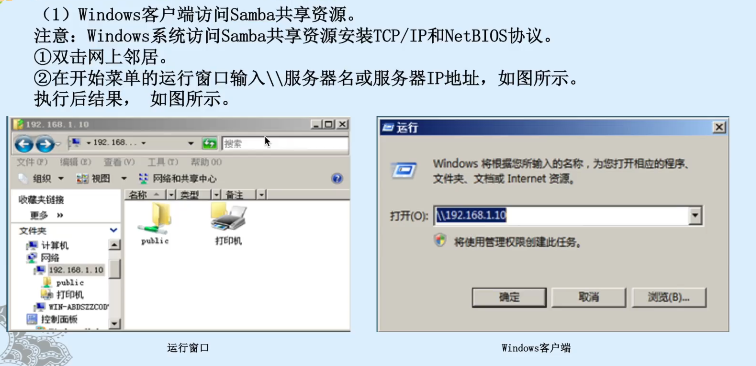 （1）Windows客户端访问Samba共享资源。
注意：Windows系统访问Samba共享资源安装TCP/IP和NetBIOS协议。
①双击网上邻居。
②在开始菜单的运行窗口输入\\服务器名或服务器IP地址，如图所示。
执行后结果， 如图所示。
192.168.1.10
192.168... 搜索
文件(F) 编辑(E) 查看(V) 工具(T) 帮助(H)
组织 视图 网络和共享中心
收藏夹链接
更多 »
文件夹
计算机
网络
192.168.1.10
public
打印机
WIN-ABDSZZCOD
控制面板
名称 类型 备注
public 打印机
运行
Windows 将根据您所输入的名称，为您打开相应的程序、
文件夹、文档或 Internet 资源。
打开(O): \\192.168.1.10
将使用管理权限创建此任务。
确定 取消 浏览(B)...
运行窗口 Windows客户端